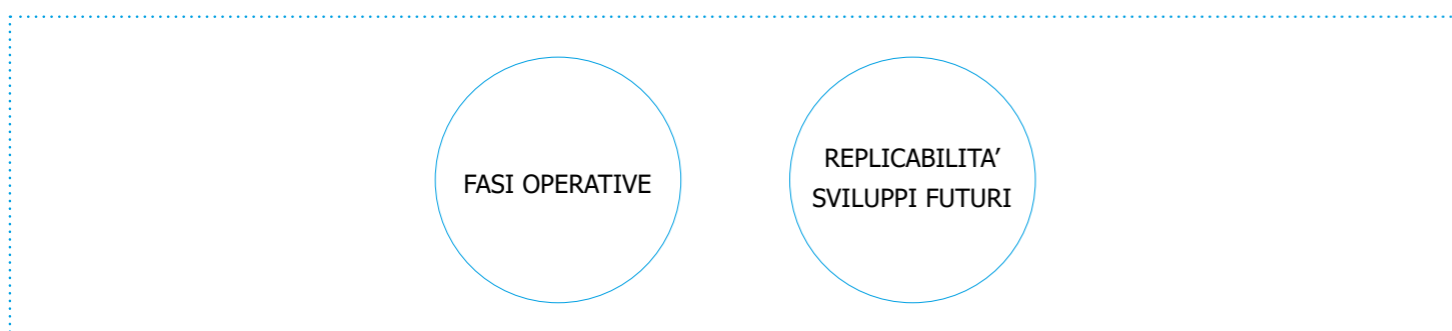 FASI OPERATIVE
REPLICABILITA’
SVILUPPI FUTURI